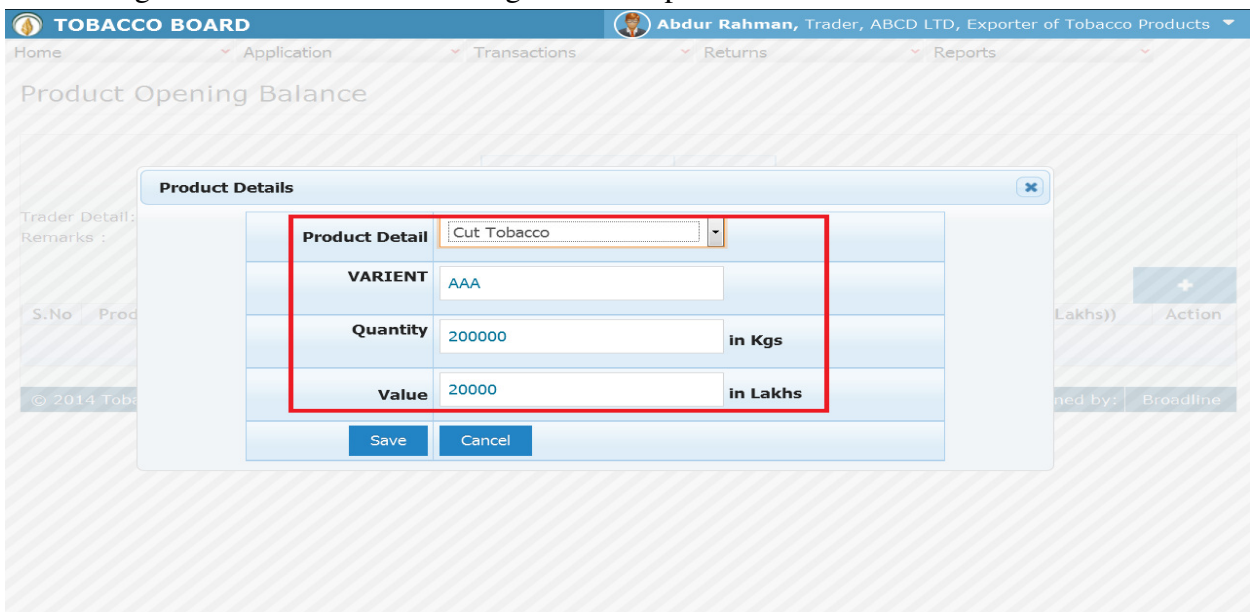 TOBACCO BOARD
Abdur Rahman, Trader, ABCD LTD, Exporter of Tobacco Products
Home Application Transactions Returns Reports
Product Opening Balance
Product Details
Trader Detail:
Remarks :
Product Detail Cut Tobacco
VARIENT AAA
+
S.No Prod Lakhs)) Action
Quantity 200000 in Kgs
Value 20000 in Lakhs
© 2014 Toba ned by: Broadline
Save Cancel